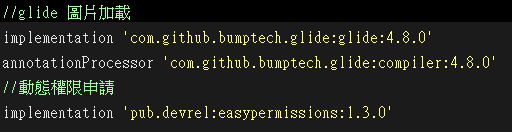 //glide 圖片加載
implementation 'com.github.bumptech.glide:glide:4.8.0'
annotationProcessor 'com.github.bumptech.glide:compiler:4.8.0'
//動態權限申請
implementation 'pub.devrel:easypermissions:1.3.0'